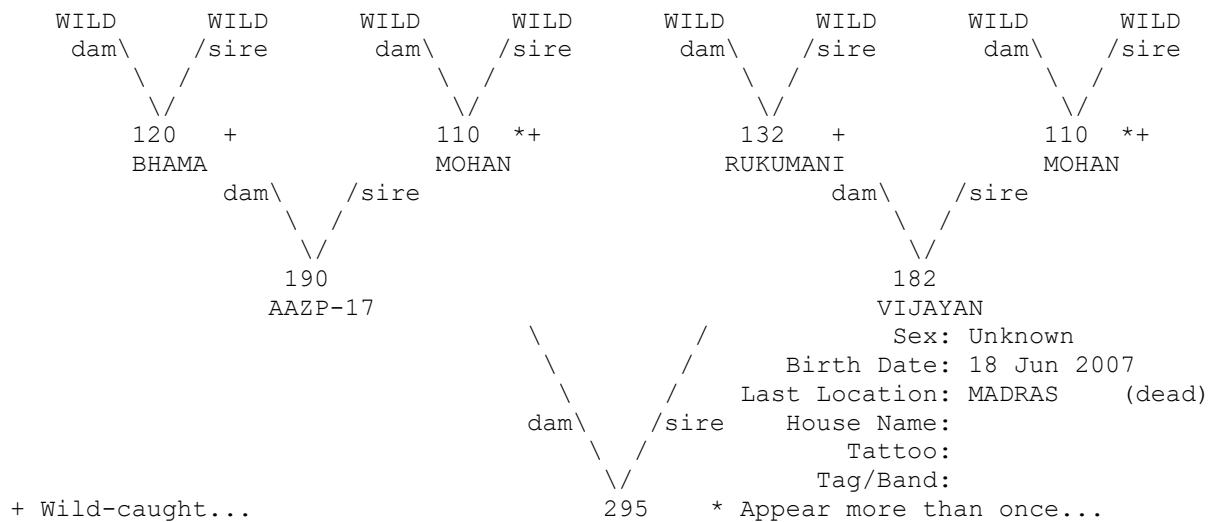 WILD WILD WILD WILD WILD WILD WILD WILD
dam\ /sire dam\ /sire dam\ /sire dam\ /sire
\ / \ / \ / \ /
\/ \/ \/ \/
120 + 110 *+ 132 + 110 *+
BHAMA MOHAN RUKUMANI MOHAN
dam\ /sire dam\ /sire
\ / \ /
\/ \/
190 182
AAZP-17 VIJAYAN
\ / Sex: Unknown
\ / Birth Date: 18 Jun 2007
\ / Last Location: MADRAS (dead)
dam\ /sire House Name:
\ / Tattoo:
\/ Tag/Band:
+ Wild-caught... 295 * Appear more than once...